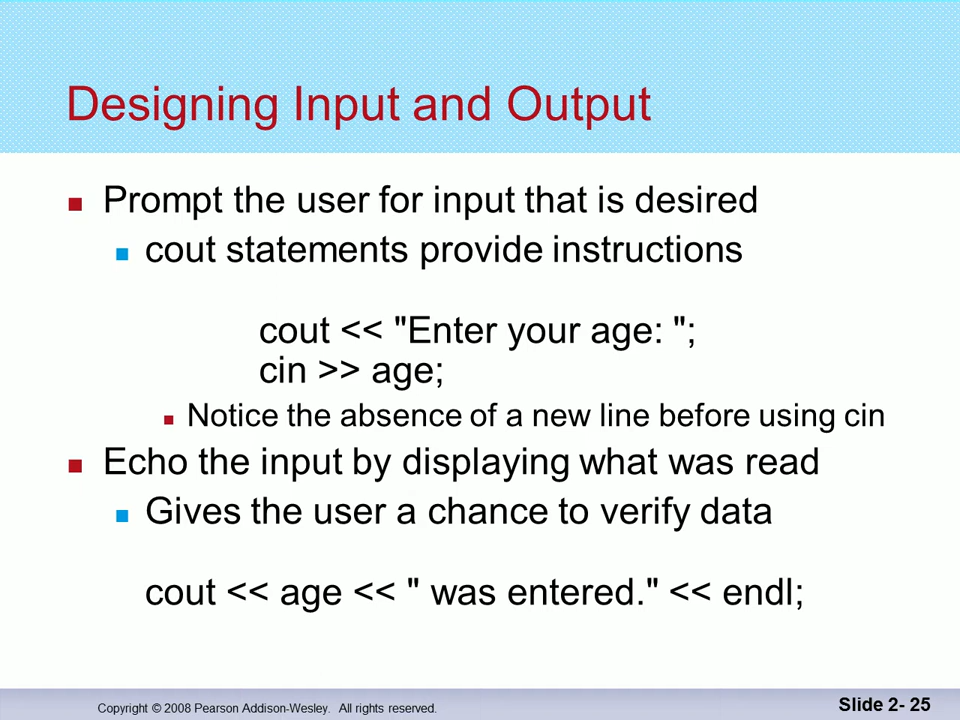 Designing Input and Output
Prompt the user for input that is desired
cout statements provide instructions
cout << "Enter your age: ";
cin >> age;
Notice the absence of a new line before using cin
Echo the input by displaying what was read
Gives the user a chance to verify data
cout << age << " was entered." << endl;
Copyright © 2008 Pearson Addison-Wesley. All rights reserved.
Slide 2- 25